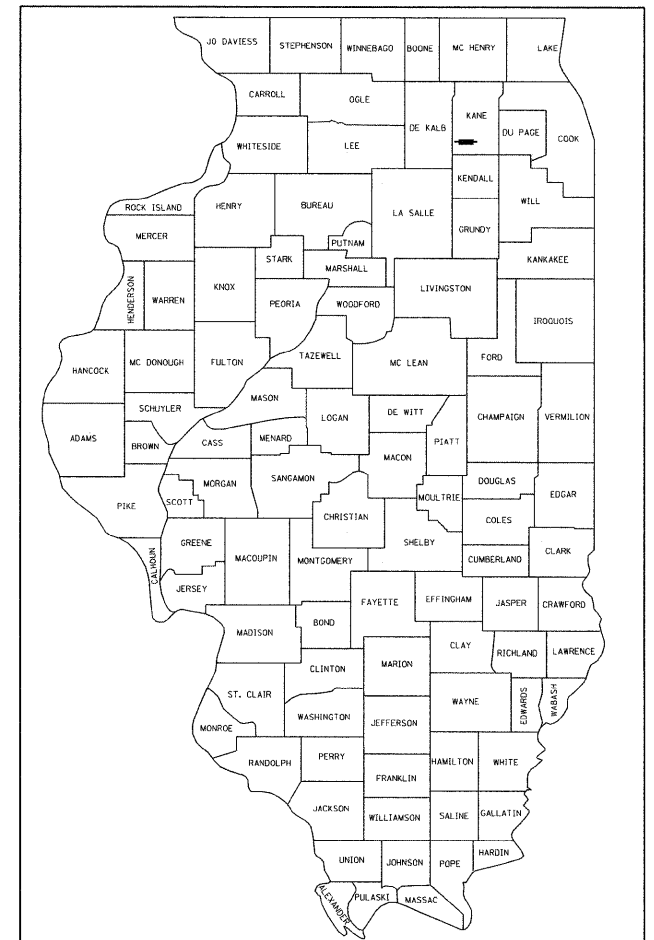 JO DAVIESS
STEPHENSON
WINNEBAGO
BOONE
MC HENRY
LAKE
CARROLL
OGLE
DE KALB
KANE
DU PAGE
COOK
WHITESIDE
LEE
KENDALL
WILL
ROCK ISLAND
HENRY
BUREAU
LA SALLE
GRUNDY
MERCER
PUTNAM
STARK
MARSHALL
KANKAKEE
HENDERSON
WARREN
KNOX
PEORIA
WOODFORD
LIVINGSTON
IROQUOIS
HANCOCK
MC DONOUGH
FULTON
TAZEWELL
MC LEAN
FORD
MASON
SCHUYLER
LOGAN
DE WITT
CHAMPAIGN
VERMILION
ADAMS
BROWN
CASS
MENARD
MACON
PIATT
MORGAN
SANGAMON
DOUGLAS
EDGAR
PIKE
SCOTT
CHRISTIAN
MOULTRIE
COLES
GREENE
MACOUPIN
MONTGOMERY
SHELBY
CUMBERLAND
CLARK
CALHOUN
JERSEY
FAYETTE
EFFINGHAM
JASPER
CRAWFORD
MADISON
BOND
CLAY
RICHLAND
LAWRENCE
CLINTON
MARION
ST. CLAIR
WAYNE
EDWARDS
WABASH
WASHINGTON
JEFFERSON
MONROE
RANDOLPH
PERRY
HAMILTON
WHITE
FRANKLIN
JACKSON
WILLIAMSON
SALINE
GALLATIN
UNION
JOHNSON
POPE
HARDIN
ALEXANDER
PULASKI
MASSAC